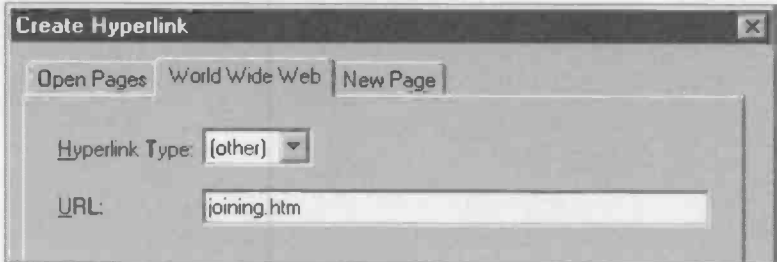 Create Hyperlink
Open Pages World Wide Web New Page
Hyperlink Type: (other)
URL: joining.htm